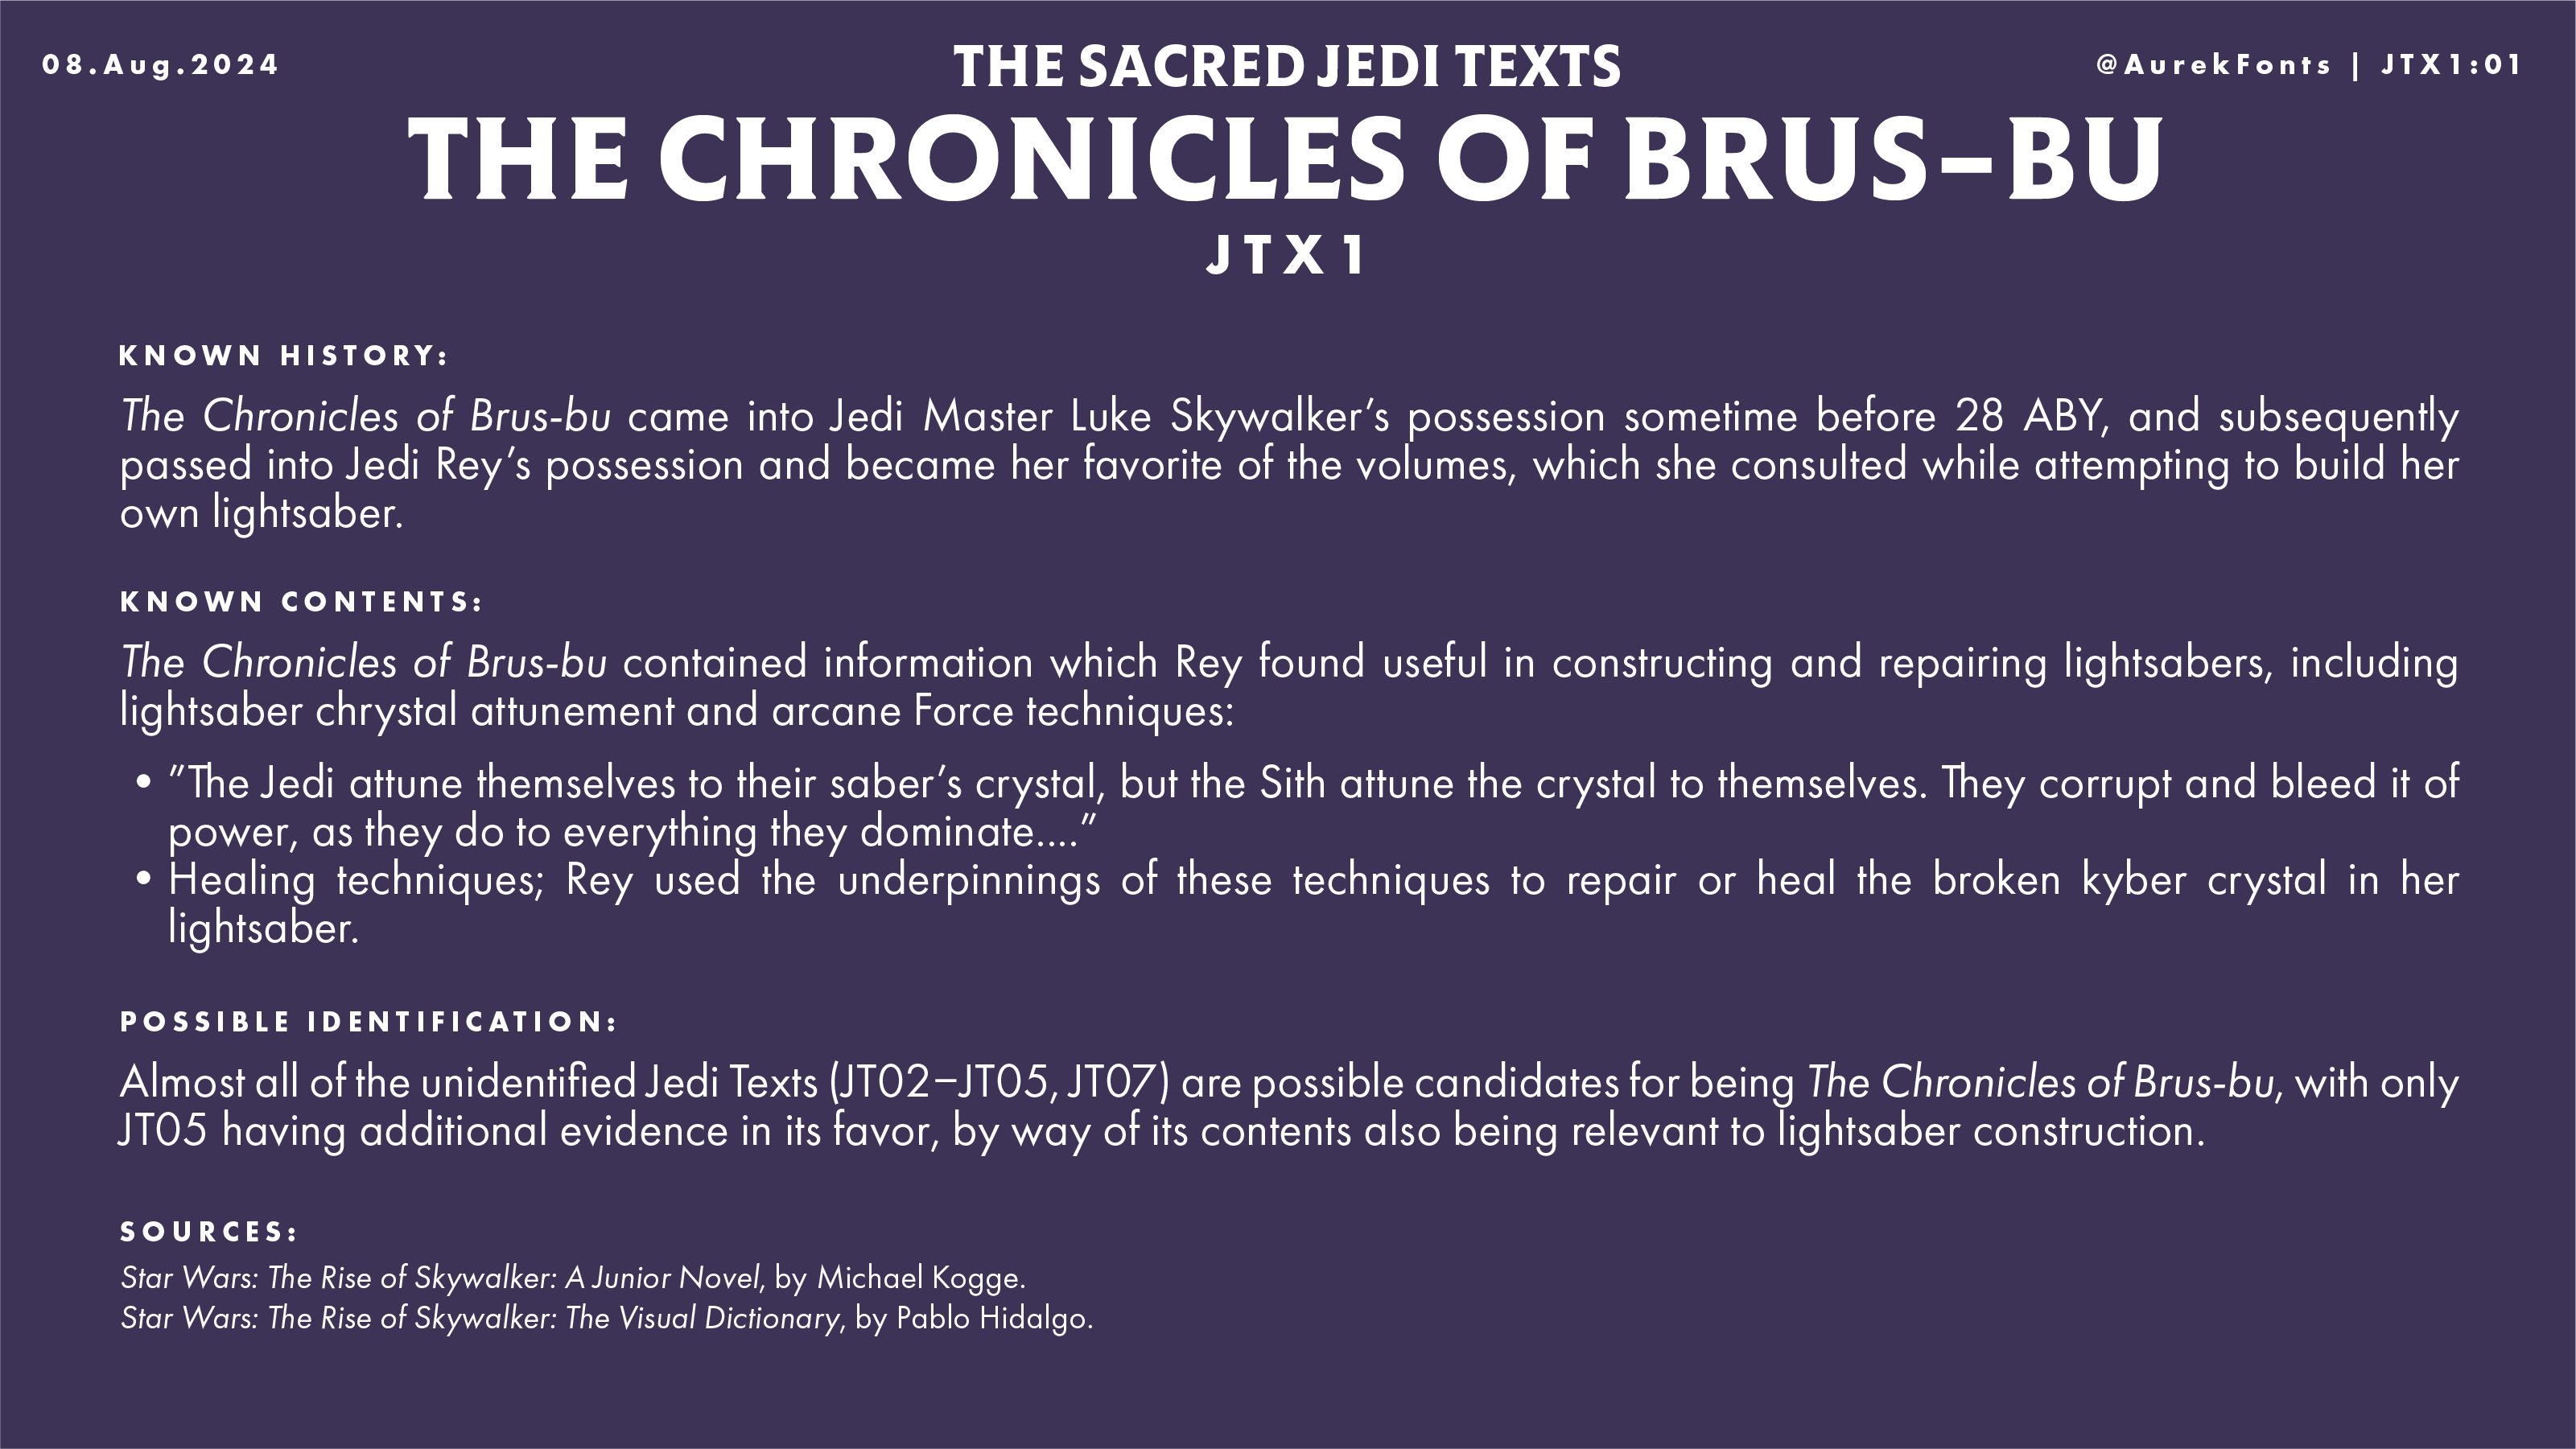 08.Aug.2024
THE SACRED JEDI TEXTS
@AurekFonts | JTX1:01
THE CHRONICLES OF BRUS–BU
JTX1
KNOWN HISTORY:
The Chronicles of Brus-bu came into Jedi Master Luke Skywalker’s possession sometime before 28 ABY, and subsequently
passed into Jedi Rey’s possession and became her favorite of the volumes, which she consulted while attempting to build her
own lightsaber.
KNOWN CONTENTS:
The Chronicles of Brus-bu contained information which Rey found useful in constructing and repairing lightsabers, including
lightsaber chrystal attunement and arcane Force techniques:
• ”The Jedi attune themselves to their saber’s crystal, but the Sith attune the crystal to themselves. They corrupt and bleed it of
power, as they do to everything they dominate....”
• Healing techniques; Rey used the underpinnings of these techniques to repair or heal the broken kyber crystal in her
lightsaber.
POSSIBLE IDENTIFICATION:
Almost all of the unidentified Jedi Texts (JT02–JT05, JT07) are possible candidates for being The Chronicles of Brus-bu, with only
JT05 having additional evidence in its favor, by way of its contents also being relevant to lightsaber construction.
SOURCES:
Star Wars: The Rise of Skywalker: A Junior Novel, by Michael Kogge.
Star Wars: The Rise of Skywalker: The Visual Dictionary, by Pablo Hidalgo.